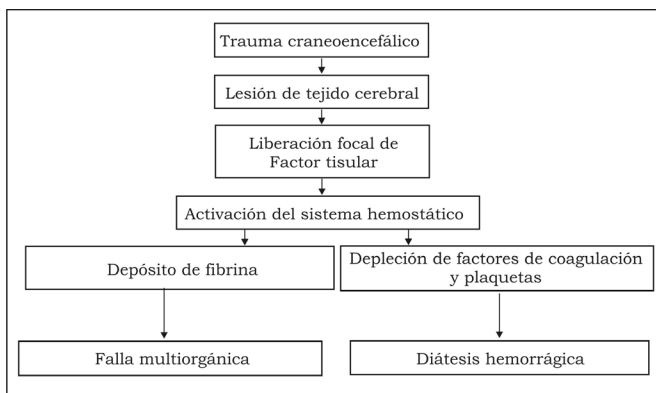 Trauma craneoencefálico
Lesión de tejido cerebral
Liberación focal de
Factor tisular
Activación del sistema hemostático
Depósito de fibrina
Depleción de factores de coagulación
y plaquetas
Falla multiorgánica
Diátesis hemorrágica